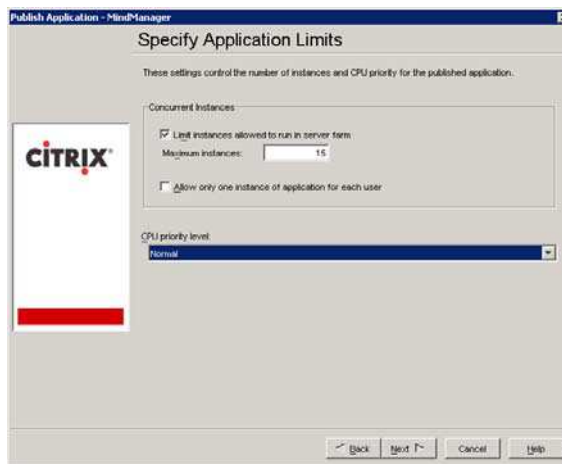 Publish Application - MindManager
Specify Application Limits
These settings control the number of instances and CPU priority for the published application.
Concurrent Instances
Limit instances allowed to run in server farm
Maximum instances: 15
Allow only one instance of application for each user
CITRIX
CPU priority level:
Normal
Back Next Cancel Help